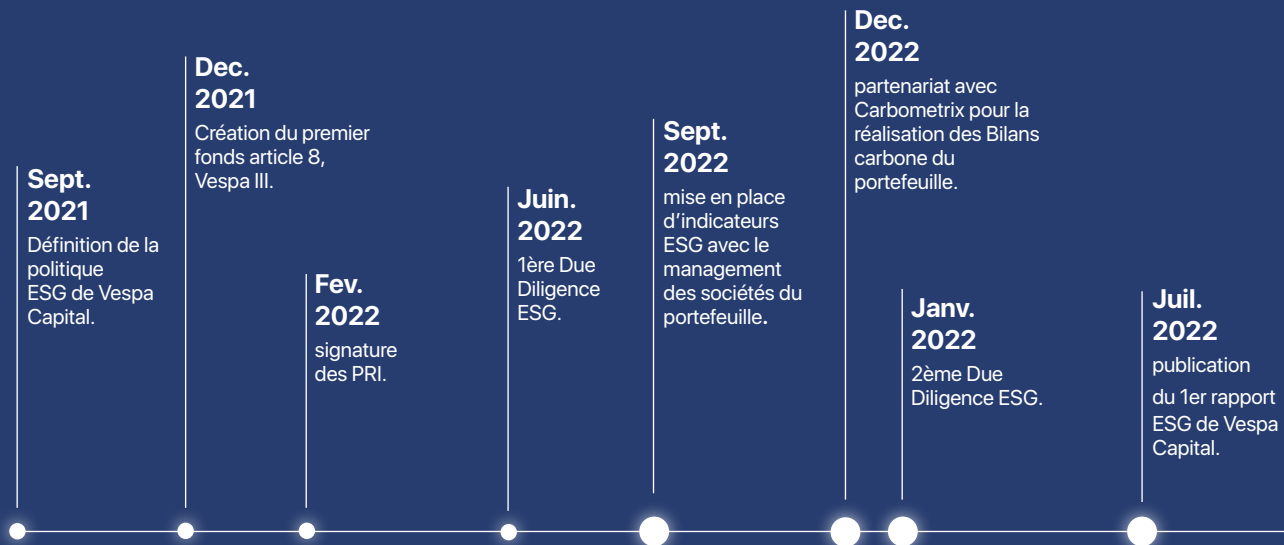 Sept.
2021
Définition de la
politique
ESG de Vespa
Capital.
Dec.
2021
Création du premier
fonds article 8,
Vespa III.
Fev.
2022
signature
des PRI.
Juin.
2022
1ère Due
Diligence
ESG.
Sept.
2022
mise en place
d’indicateurs
ESG avec le
management
des sociétés du
portefeuille.
Dec.
2022
partenariat avec
Carbometrix pour la
réalisation des Bilans
carbone du
portefeuille.
Janv.
2022
2ème Due
Diligence ESG.
Juil.
2022
publication
du 1er rapport
ESG de Vespa
Capital.